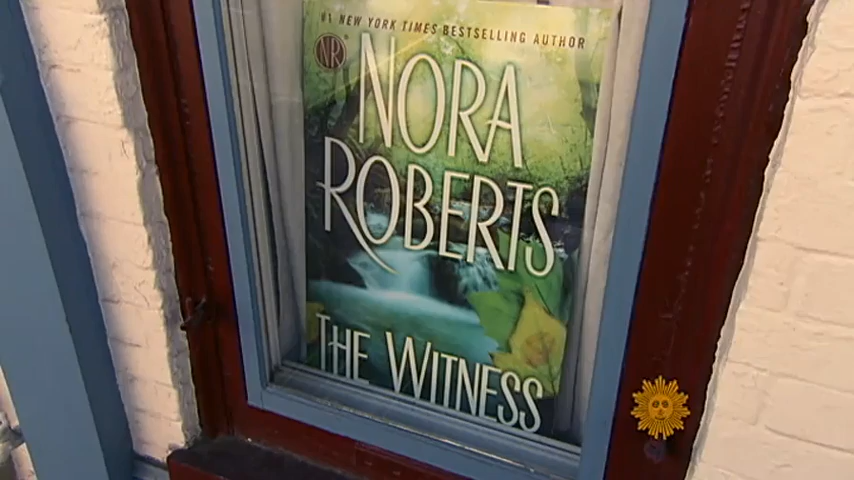 #1 NEW YORK TIMES BESTSELLING AUTHOR
NR
NORA
ROBERTS
THE WITNESS